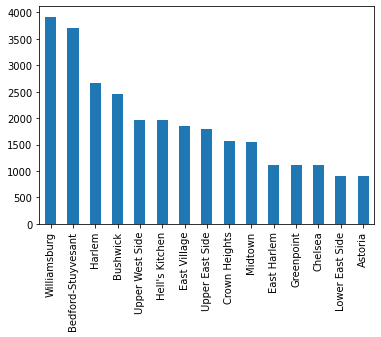 4000
3500
3000
2500
2000
1500
1000
500
0
Williamsburg
Bedford-Stuyvesant
Harlem
Bushwick
Upper West Side
Hell's Kitchen
East Village
Upper East Side
Crown Heights
Midtown
East Harlem
Greenpoint
Chelsea
Lower East Side
Astoria